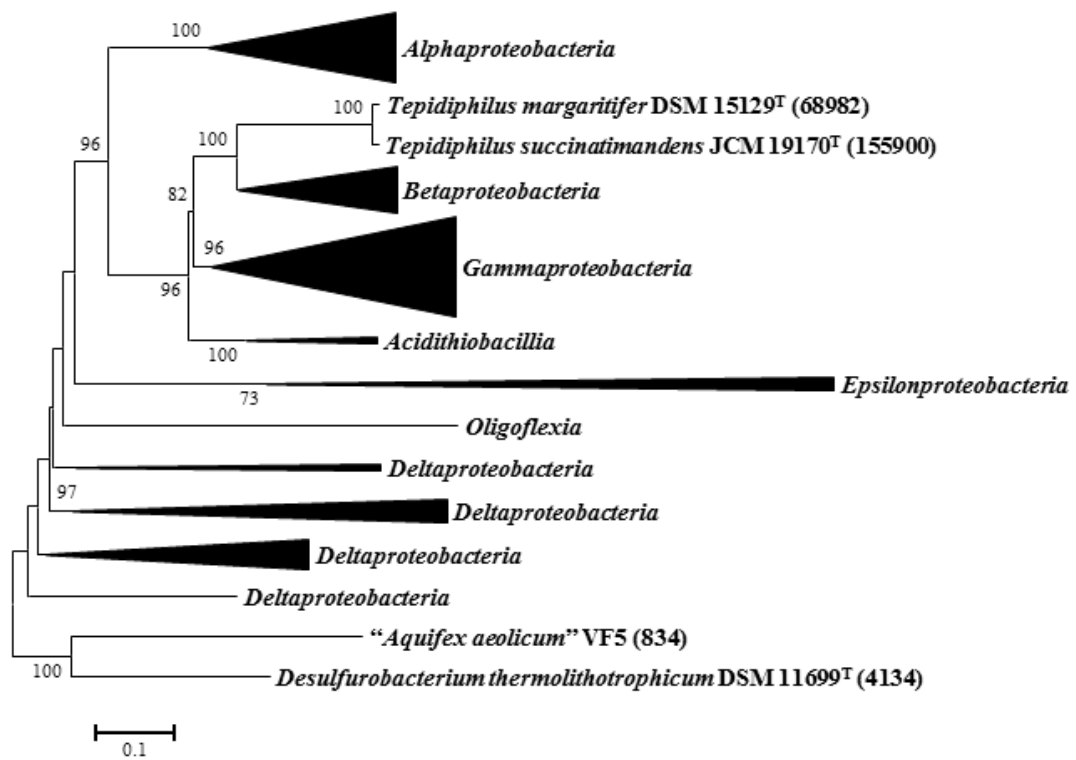 100
Alphaproteobacteria
100
Tepidiphilus margaritifer DSM 15129ᵀ (68982)
96
100
Tepidiphilus succinatimandens JCM 19170ᵀ (155900)
82
Betaproteobacteria
96
Gammaproteobacteria
96
Acidithiobacillia
100
Epsilonproteobacteria
73
Oligoflexia
Deltaproteobacteria
97
Deltaproteobacteria
Deltaproteobacteria
Deltaproteobacteria
“Aquifex aeolicum” VF5 (834)
100
Desulfurobacterium thermolithotrophicum DSM 11699ᵀ (4134)
0.1